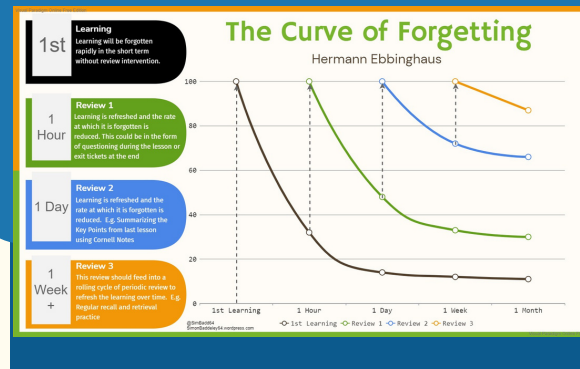 The Curve of Forgetting
Hermann Ebbinghaus
1st
Learning
Learning will be forgotten
rapidly in the short term
without review intervention.
1
Hour
Review 1
Learning is refreshed and the rate
at which it is forgotten is
reduced. This could be in the form
of questioning during the lesson or
exit tickets at the end
1 Day
Review 2
Learning is refreshed and the
rate at which it is forgotten is
reduced. E.g. Summarizing the
Key Points from last lesson
using Cornell Notes
1
Week
+
Review 3
This review should feed into a
rolling cycle of periodic review to
refresh the learning over time. E.g.
Regular recall and retrieval
practice
100
80
60
40
20
0
1st Learning 1 Hour 1 Day 1 Week 1 Month
1st Learning Review 1 Review 2 Review 3